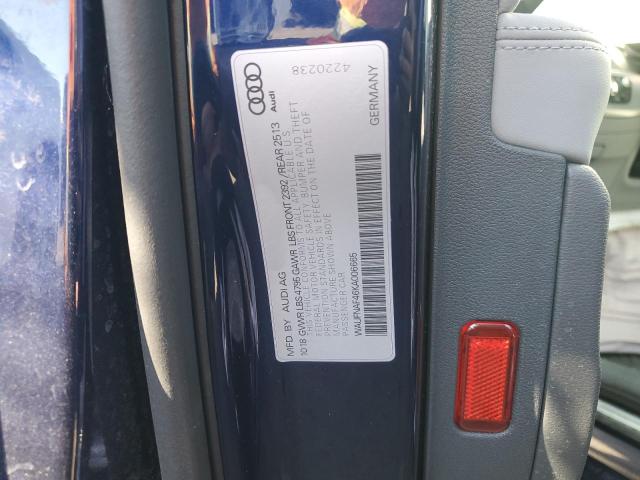 4220238
Audi
GERMANY
MFD BY AUDI AG
1018 GVWR LBS 4795 GAWR LBS FRONT 2392 / REAR 2513
THIS VEHICLE CONFORMS TO ALL APPLICABLE U.S.
FEDERAL MOTOR VEHICLE SAFETY, BUMPER AND THEFT
PREVENTION STANDARDS IN EFFECT ON THE DATE OF
MANUFACTURE SHOWN ABOVE
PASSENGER CAR
WAUFNAF46KA006665